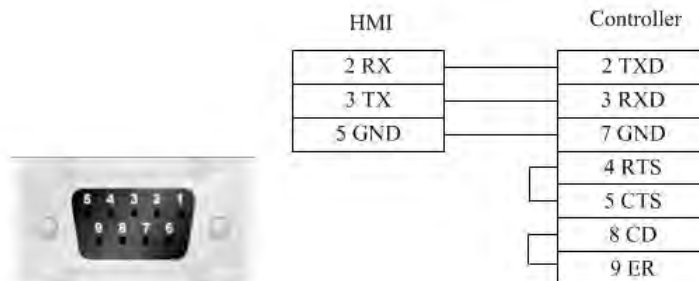 HMI
Controller
2 RX
2 TXD
3 TX
3 RXD
5 GND
7 GND
4 RTS
5 CTS
8 CD
9 ER
5 4 3 2 1
9 8 7 6